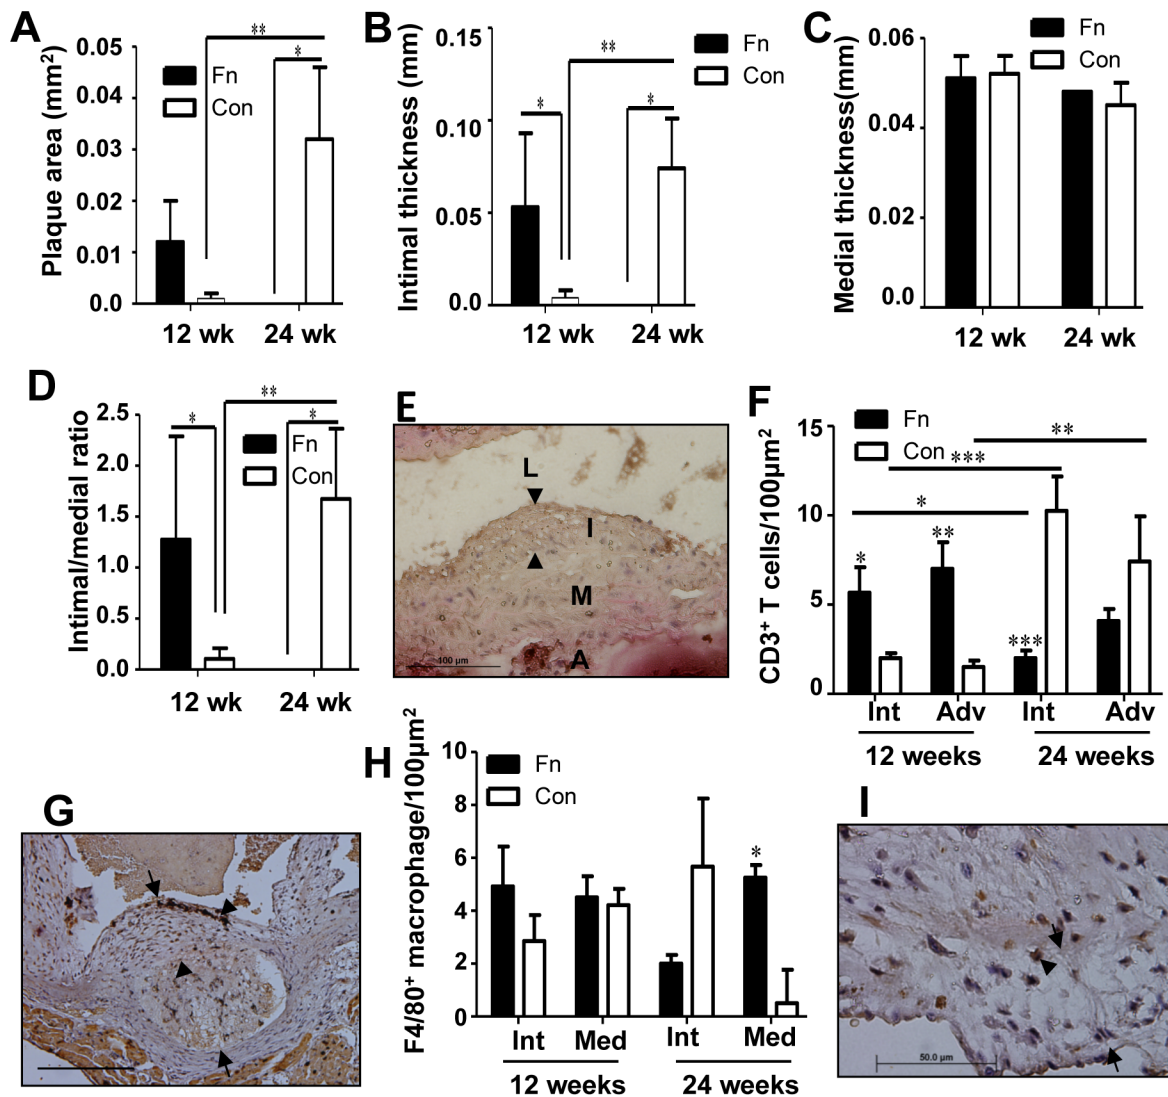 A
Plaque area (mm²)
0.05
0.04
0.03
0.02
0.01
0.0
Fn
Con
**
*
12 wk
24 wk
B
Intimal thickness (mm)
0.15
0.10
0.05
0.0
Fn
Con
*
**
*
12 wk
24 wk
C
Medial thickness(mm)
0.06
0.04
0.02
0.0
Fn
Con
12 wk
24 wk
D
Intimal/medial ratio
2.5
2.0
1.5
1.0
0.5
0.0
Fn
Con
*
**
*
12 wk
24 wk
E
L
I
M
A
100 µm
F
CD3⁺ T cells/100µm²
15
10
5
0
Fn
Con
**
***
*
*
**
***
Int
Adv
Int
Adv
12 weeks
24 weeks
G
H
F4/80⁺ macrophage/100µm²
10
8
6
4
2
0
Fn
Con
*
Int
Med
Int
Med
12 weeks
24 weeks
I
50.0 µm